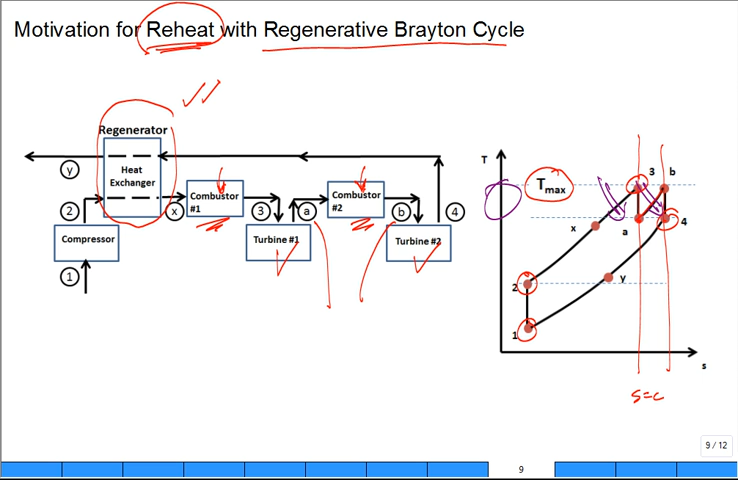 Motivation for Reheat with Regenerative Brayton Cycle
Regenerator
Heat
Exchanger
y
2
x
Combustor
#1
3
a
Combustor
#2
b
4
Compressor
Turbine #1
Turbine #2
1
T
Tmax
3
b
x
a
4
2
y
1
s
s=c
9 / 12
9